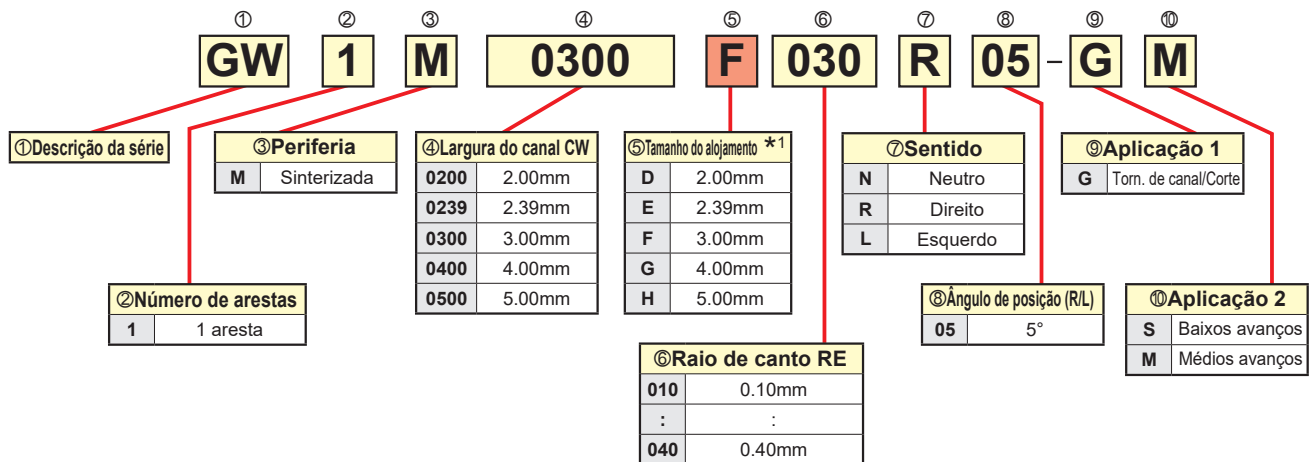 ① ② ③ ④ ⑤ ⑥ ⑦ ⑧ ⑨ ⑩
GW 1 M 0300 F 030 R 05 - G M
①Descrição da série
③Periferia
M Sinterizada
④Largura do canal CW
0200 2.00mm
0239 2.39mm
0300 3.00mm
0400 4.00mm
0500 5.00mm
⑤Tamanho do alojamento *1
D 2.00mm
E 2.39mm
F 3.00mm
G 4.00mm
H 5.00mm
⑦Sentido
N Neutro
R Direito
L Esquerdo
⑨Aplicação 1
G Torn. de canal/Corte
②Número de arestas
1 1 aresta
⑧Ângulo de posição (R/L)
05 5°
⑩Aplicação 2
S Baixos avanços
M Médios avanços
⑥Raio de canto RE
010 0.10mm
: :
040 0.40mm